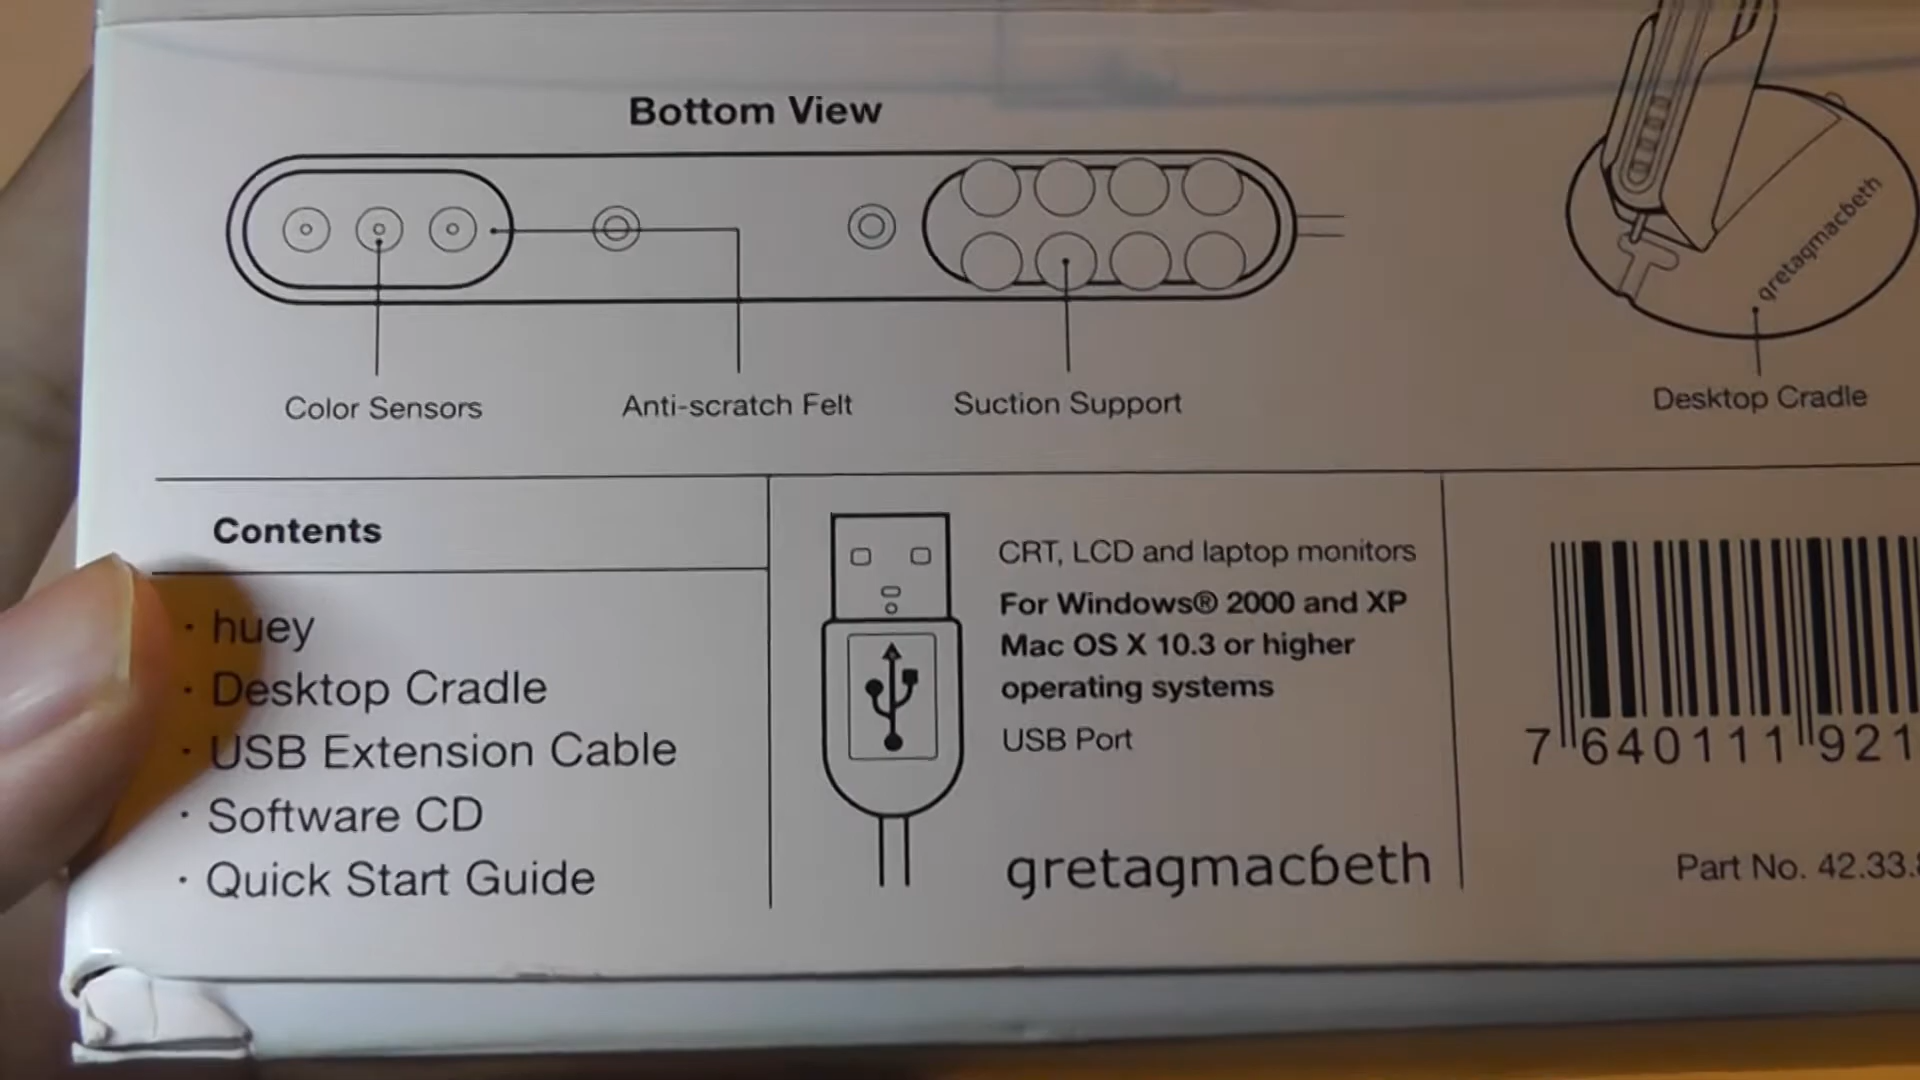 Bottom View
gretagmacbeth
Color Sensors
Anti-scratch Felt
Suction Support
Desktop Cradle
Contents
· huey
· Desktop Cradle
· USB Extension Cable
· Software CD
· Quick Start Guide
CRT, LCD and laptop monitors
For Windows® 2000 and XP
Mac OS X 10.3 or higher
operating systems
USB Port
gretagmacbeth
7 640111 921
Part No. 42.33.